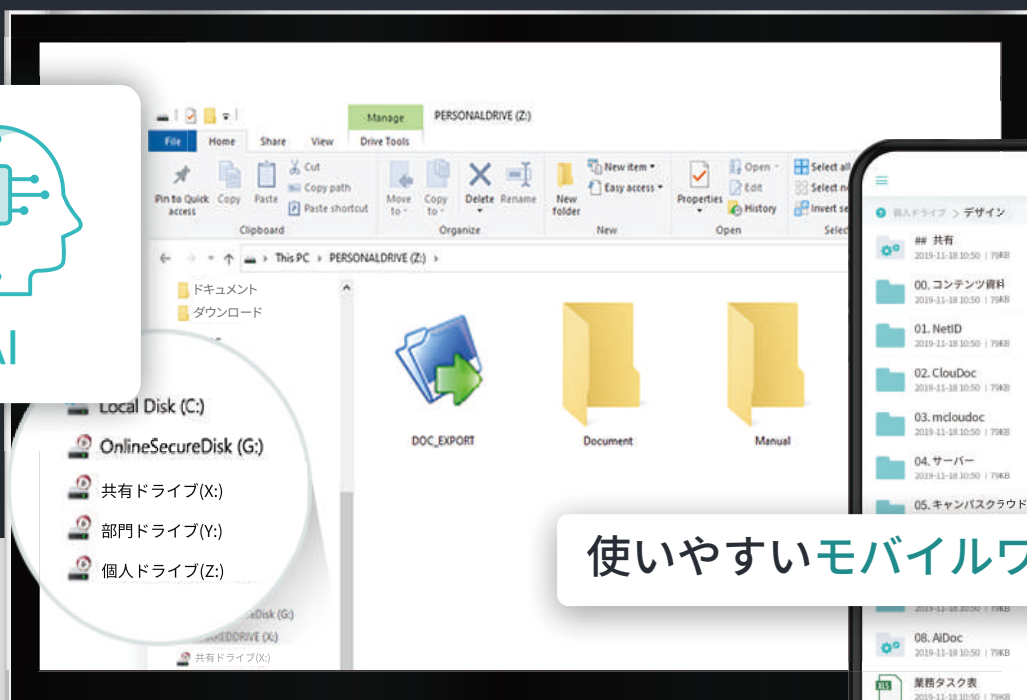 Manage
PERSONALDRIVE (Z:)
File
Home
Share
View
Drive Tools
Pin to Quick access
Copy
Paste
Cut
Copy path
Paste shortcut
Clipboard
Move to
Copy to
Delete
Rename
Organize
New folder
New item
Easy access
New
Properties
Open
Edit
History
Open
Select all
Select n
Invert se
Selec
This PC
PERSONALDRIVE (Z:)
ドキュメント
ダウンロード
AI
Local Disk (C:)
OnlineSecureDisk (G:)
共有ドライブ(X:)
部門ドライブ(Y:)
個人ドライブ(Z:)
eDisk (G:)
REDDRIVE (X:)
共有ドライブ(X:)
DOC_EXPORT
Document
Manual
個人ドライブ > デザイン
## 共有
2019-11-18 10:50 | 79KB
00. コンテンツ資料
2019-11-18 10:50 | 79KB
01. NetID
2019-11-18 10:50 | 79KB
02. ClouDoc
2019-11-18 10:50 | 79KB
03. mcloudoc
2019-11-18 10:50 | 79KB
04. サーバー
2019-11-18 10:50 | 79KB
05. キャンパスクラウド
使いやすいモバイルワ
2019-11-18 10:50 | 79KB
08. AiDoc
2019-11-18 10:50 | 79KB
XLS
業務タスク表
2019-11-18 10:50 | 79KB